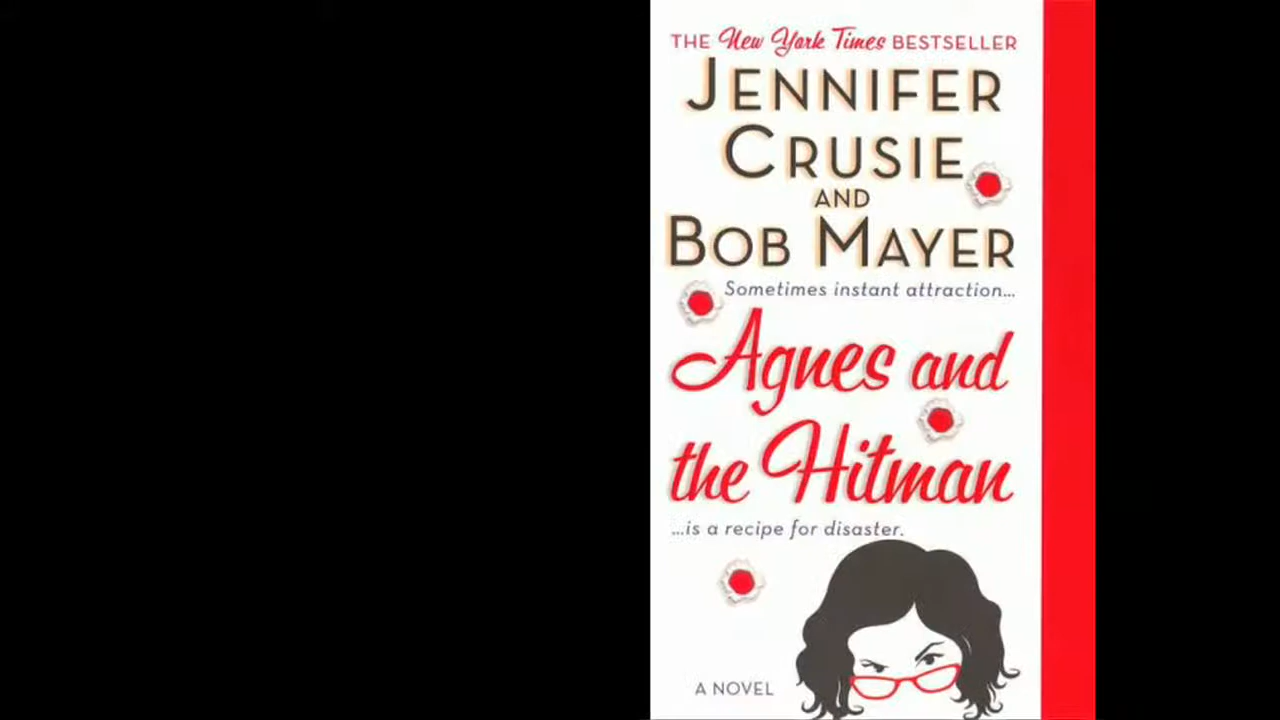 THE New York Times BESTSELLER
JENNIFER
CRUSIE
AND
BOB MAYER
Sometimes instant attraction...
Agnes and
the Hitman
...is a recipe for disaster.
A NOVEL